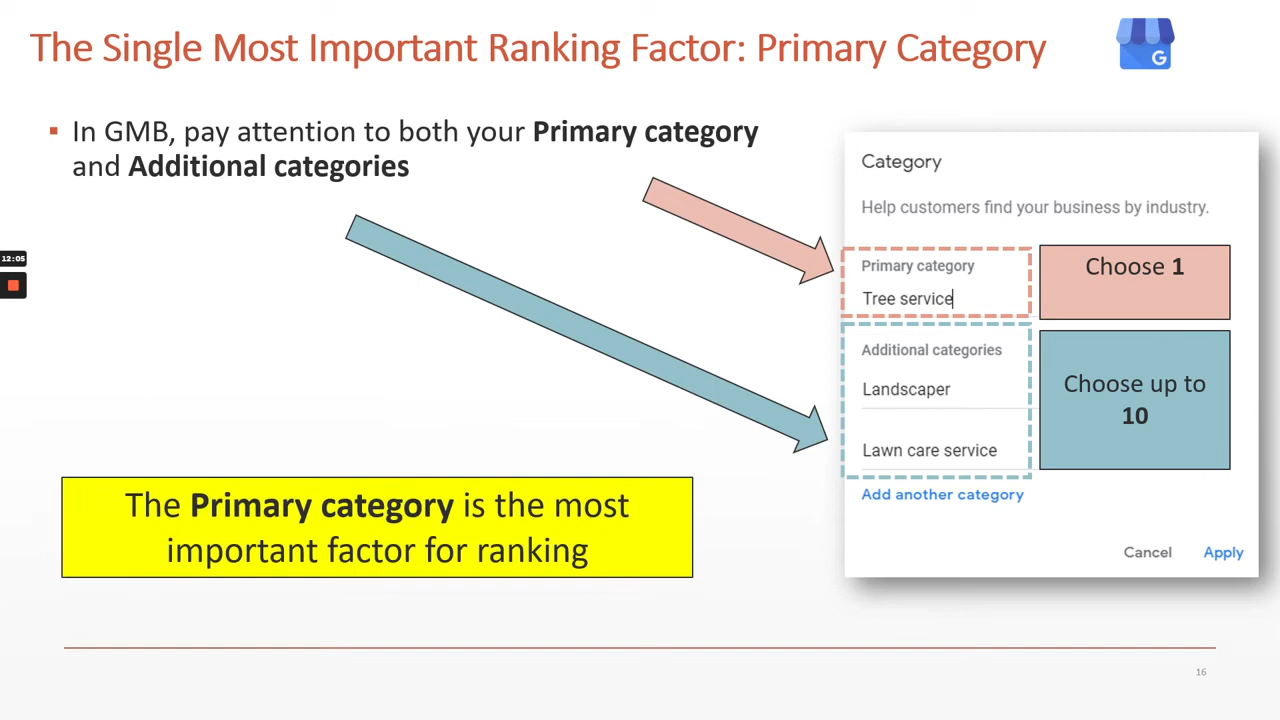 The Single Most Important Ranking Factor: Primary Category
G
▪ In GMB, pay attention to both your Primary category
and Additional categories
12:05
Category
Help customers find your business by industry.
Primary category
Tree service
Choose 1
Additional categories
Landscaper
Lawn care service
Choose up to
10
Add another category
Cancel
Apply
The Primary category is the most
important factor for ranking
16